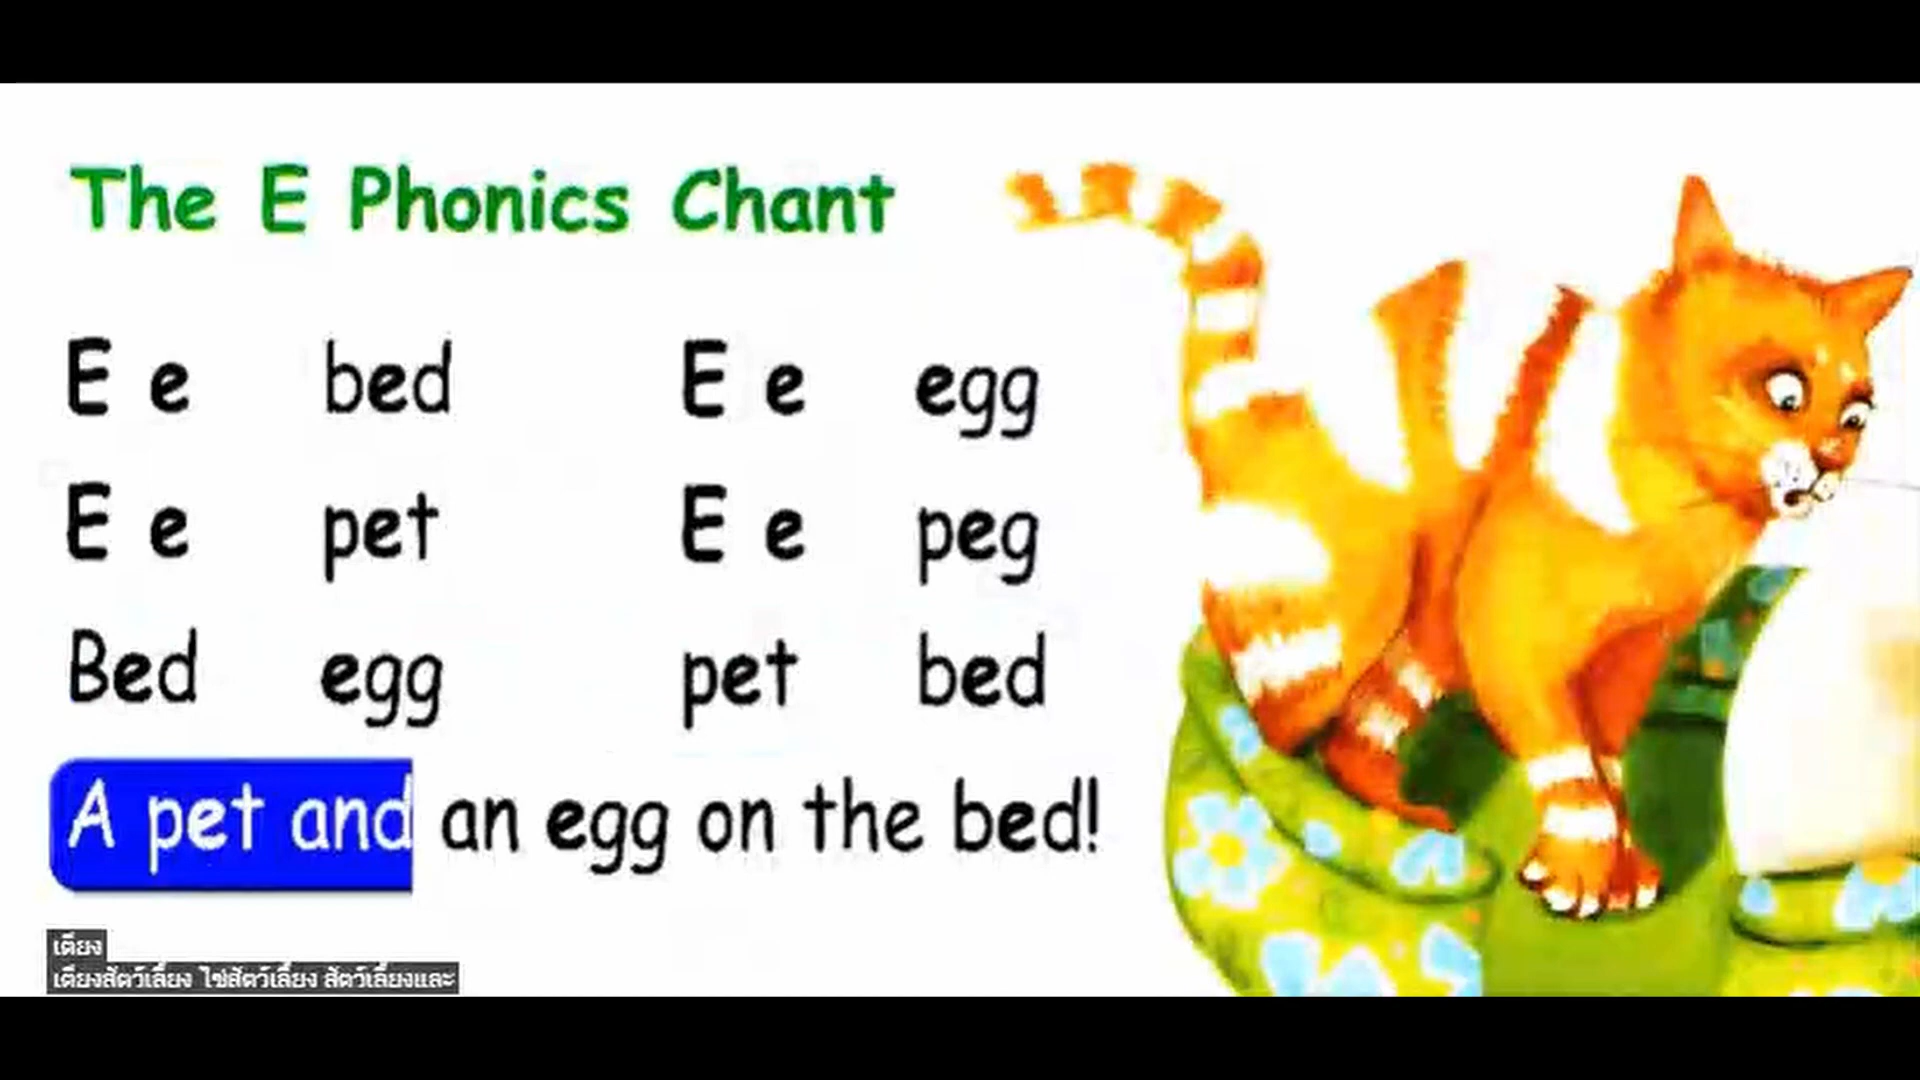 The E Phonics Chant
E e bed E e egg
E e pet E e peg
Bed egg pet bed
A pet and an egg on the bed!
เตียง
เตียงสัตว์เลี้ยง ไข่สัตว์เลี้ยง สัตว์เลี้ยงและ